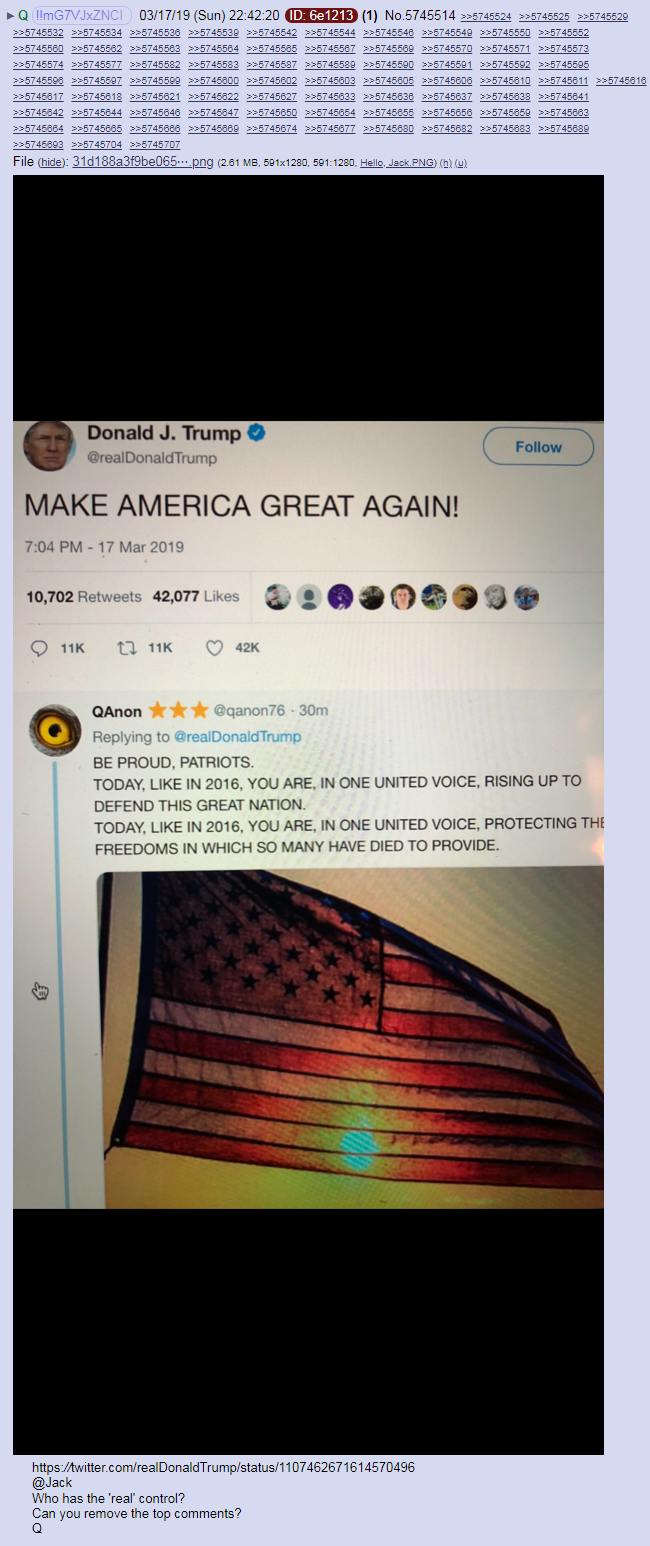 ► Q !!mG7VJxZNCI 03/17/19 (Sun) 22:42:20 ID: 6e1213 (1) No.5745514 >>5745524 >>5745525 >>5745529
>>5745532 >>5745534 >>5745536 >>5745539 >>5745542 >>5745544 >>5745546 >>5745549 >>5745550 >>5745552
>>5745560 >>5745562 >>5745563 >>5745564 >>5745565 >>5745567 >>5745569 >>5745570 >>5745571 >>5745573
>>5745574 >>5745577 >>5745582 >>5745583 >>5745587 >>5745589 >>5745590 >>5745591 >>5745592 >>5745595
>>5745596 >>5745597 >>5745599 >>5745600 >>5745602 >>5745603 >>5745605 >>5745606 >>5745610 >>5745611 >>5745616
>>5745617 >>5745618 >>5745621 >>5745622 >>5745627 >>5745633 >>5745636 >>5745637 >>5745638 >>5745641
>>5745642 >>5745644 >>5745646 >>5745647 >>5745650 >>5745654 >>5745655 >>5745656 >>5745659 >>5745663
>>5745664 >>5745665 >>5745666 >>5745669 >>5745674 >>5745677 >>5745680 >>5745682 >>5745683 >>5745689
>>5745693 >>5745704 >>5745707
File (hide): 31d188a3f9be065⋯.png (2.61 MB, 591x1280, 591:1280, Hello, Jack.PNG) (h) (u)
Donald J. Trump
@realDonaldTrump
Follow
MAKE AMERICA GREAT AGAIN!
7:04 PM - 17 Mar 2019
10,702 Retweets 42,077 Likes
11K 11K 42K
QAnon ⭐⭐⭐ @qanon76 · 30m
Replying to @realDonaldTrump
BE PROUD, PATRIOTS.
TODAY, LIKE IN 2016, YOU ARE, IN ONE UNITED VOICE, RISING UP TO
DEFEND THIS GREAT NATION.
TODAY, LIKE IN 2016, YOU ARE, IN ONE UNITED VOICE, PROTECTING THE
FREEDOMS IN WHICH SO MANY HAVE DIED TO PROVIDE.
https://twitter.com/realDonaldTrump/status/1107462671614570496
@Jack
Who has the 'real' control?
Can you remove the top comments?
Q